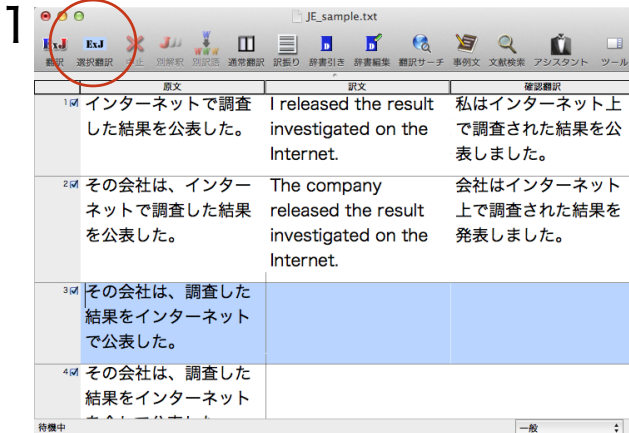 1
JE_sample.txt
ExJ ExJ
翻訳 選択翻訳 中止 別解釈 別訳語 通常翻訳 訳振り 辞書引き 辞書編集 翻訳サーチ 事例文 文献検索 アシスタント ツール
原文 訳文 確認翻訳
1 インターネットで調査 I released the result 私はインターネット上
した結果を公表した。 investigated on the で調査された結果を公
Internet. 表しました。
2 その会社は、インター The company 会社はインターネット
ネットで調査した結果 released the result 上で調査された結果を
を公表した。 investigated on the 発表しました。
Internet.
3 その会社は、調査した
結果をインターネット
で公表した。
4 その会社は、調査した
結果をインターネット
待機中 一般